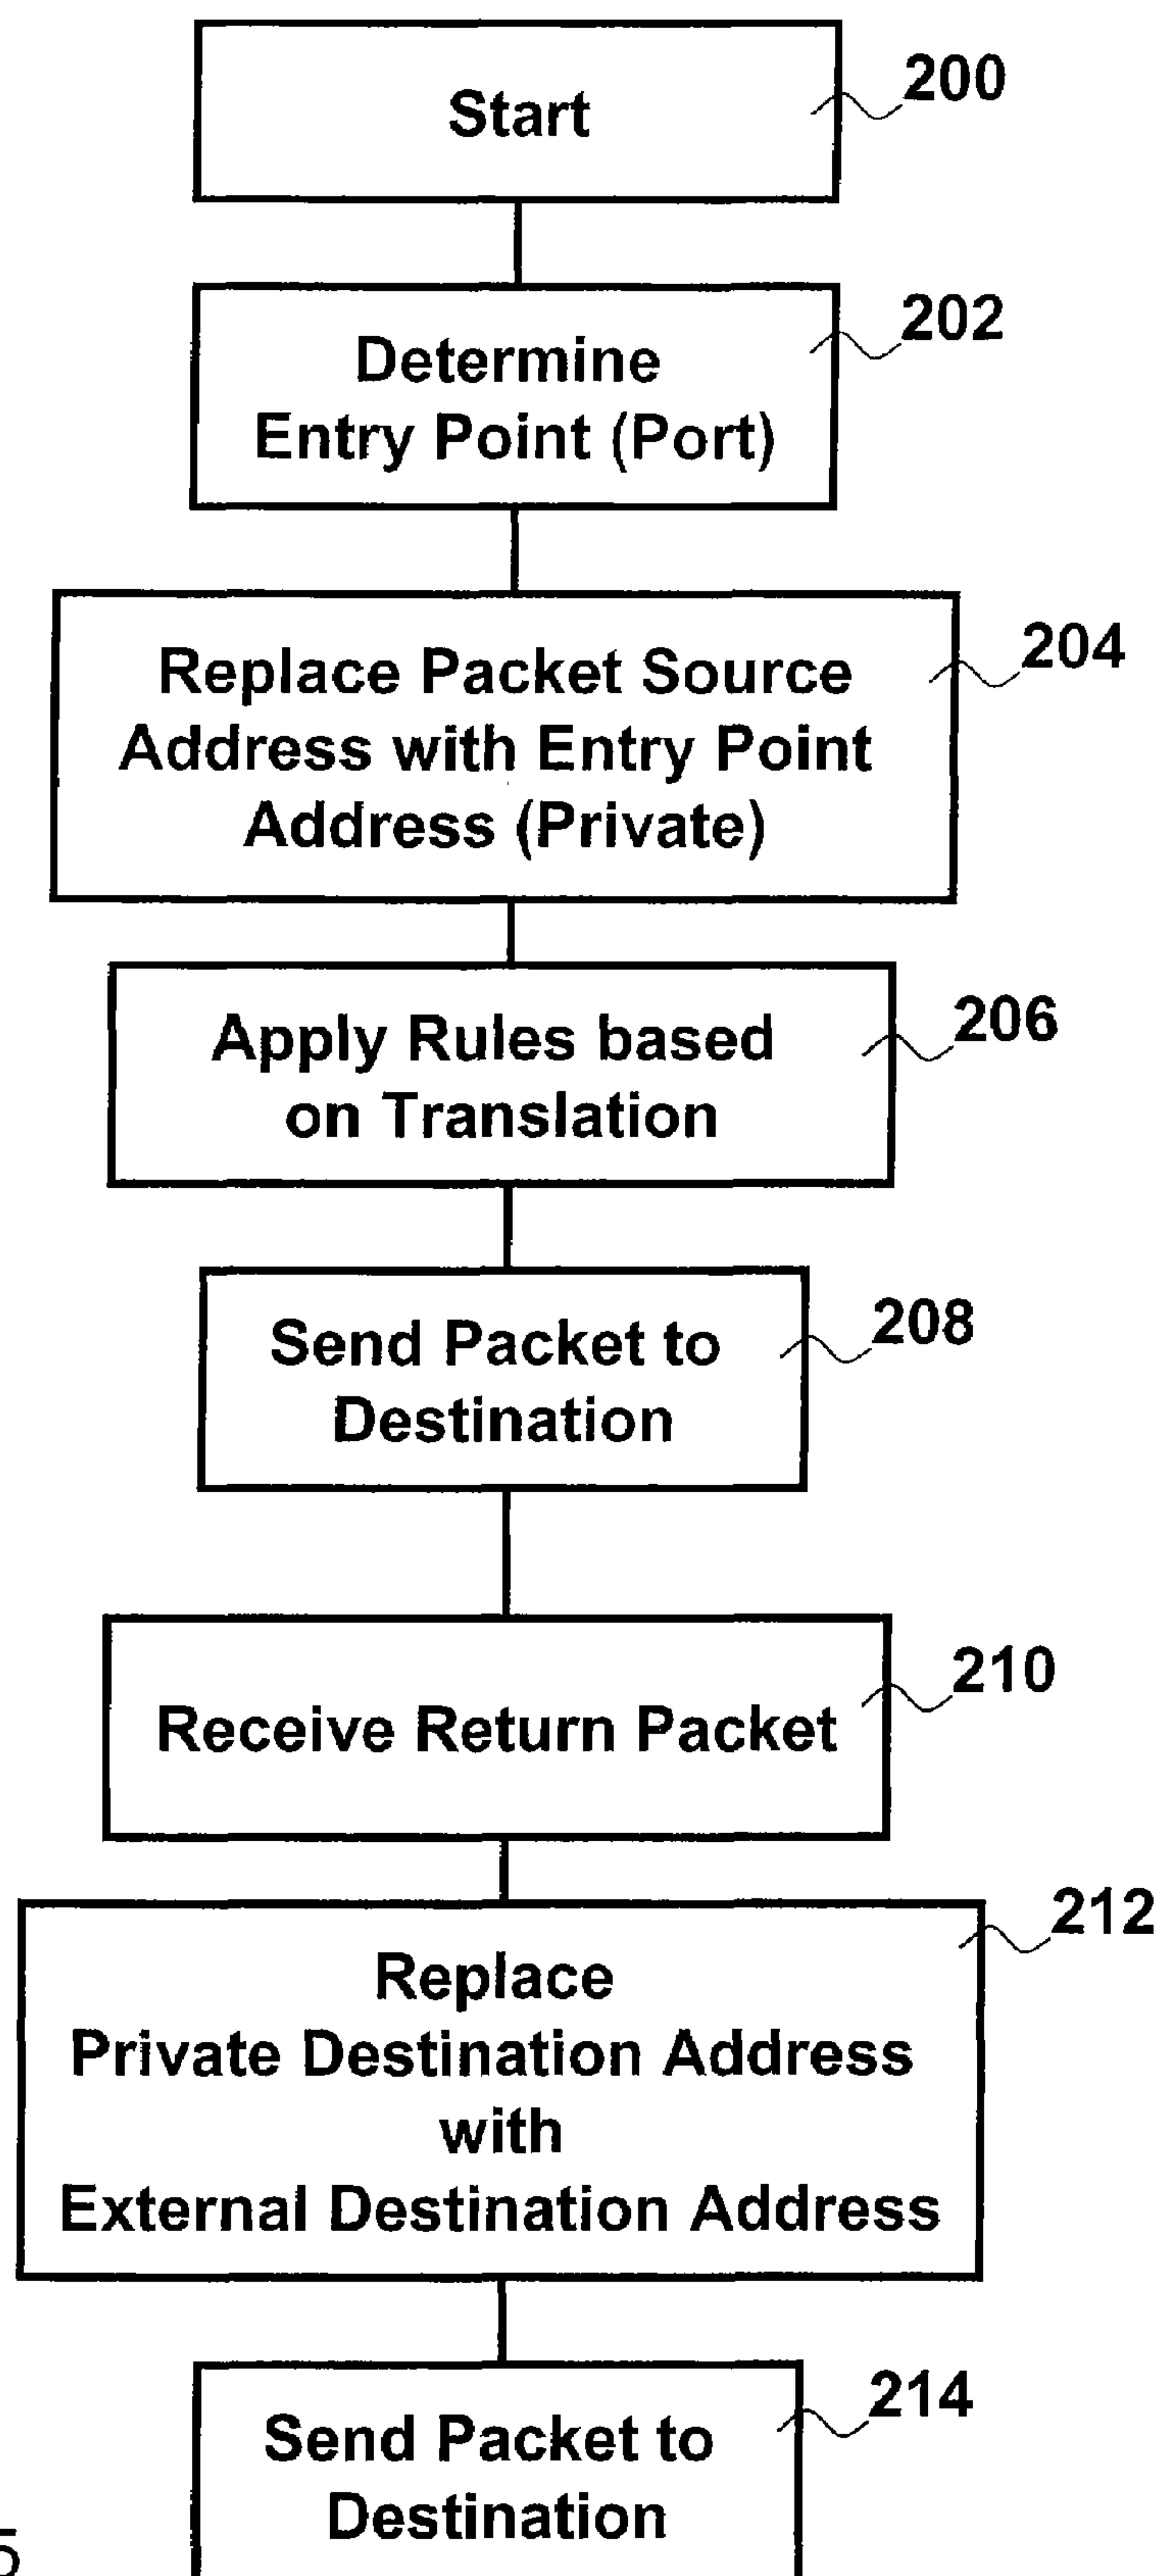 Start
200
Determine
Entry Point (Port)
202
Replace Packet Source
Address with Entry Point
Address (Private)
204
Apply Rules based
on Translation
206
Send Packet to
Destination
208
Receive Return Packet
210
Replace
Private Destination Address
with
External Destination Address
212
Send Packet to
Destination
214
5